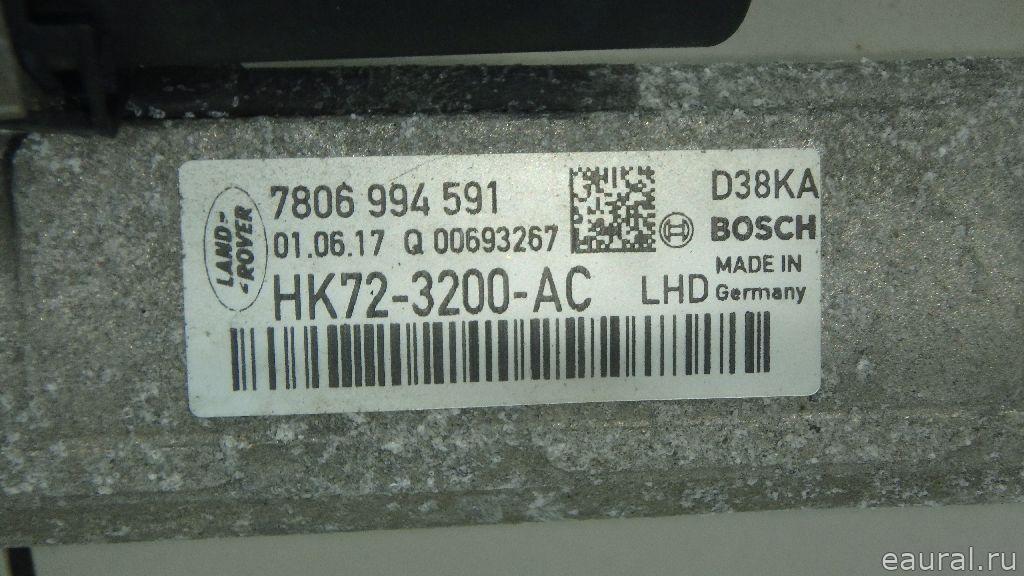 LAND-
ROVER
7806 994 591
01.06.17 Q 00693267
HK72-3200-AC
D38KA
BOSCH
MADE IN
LHD Germany
eaural.ru